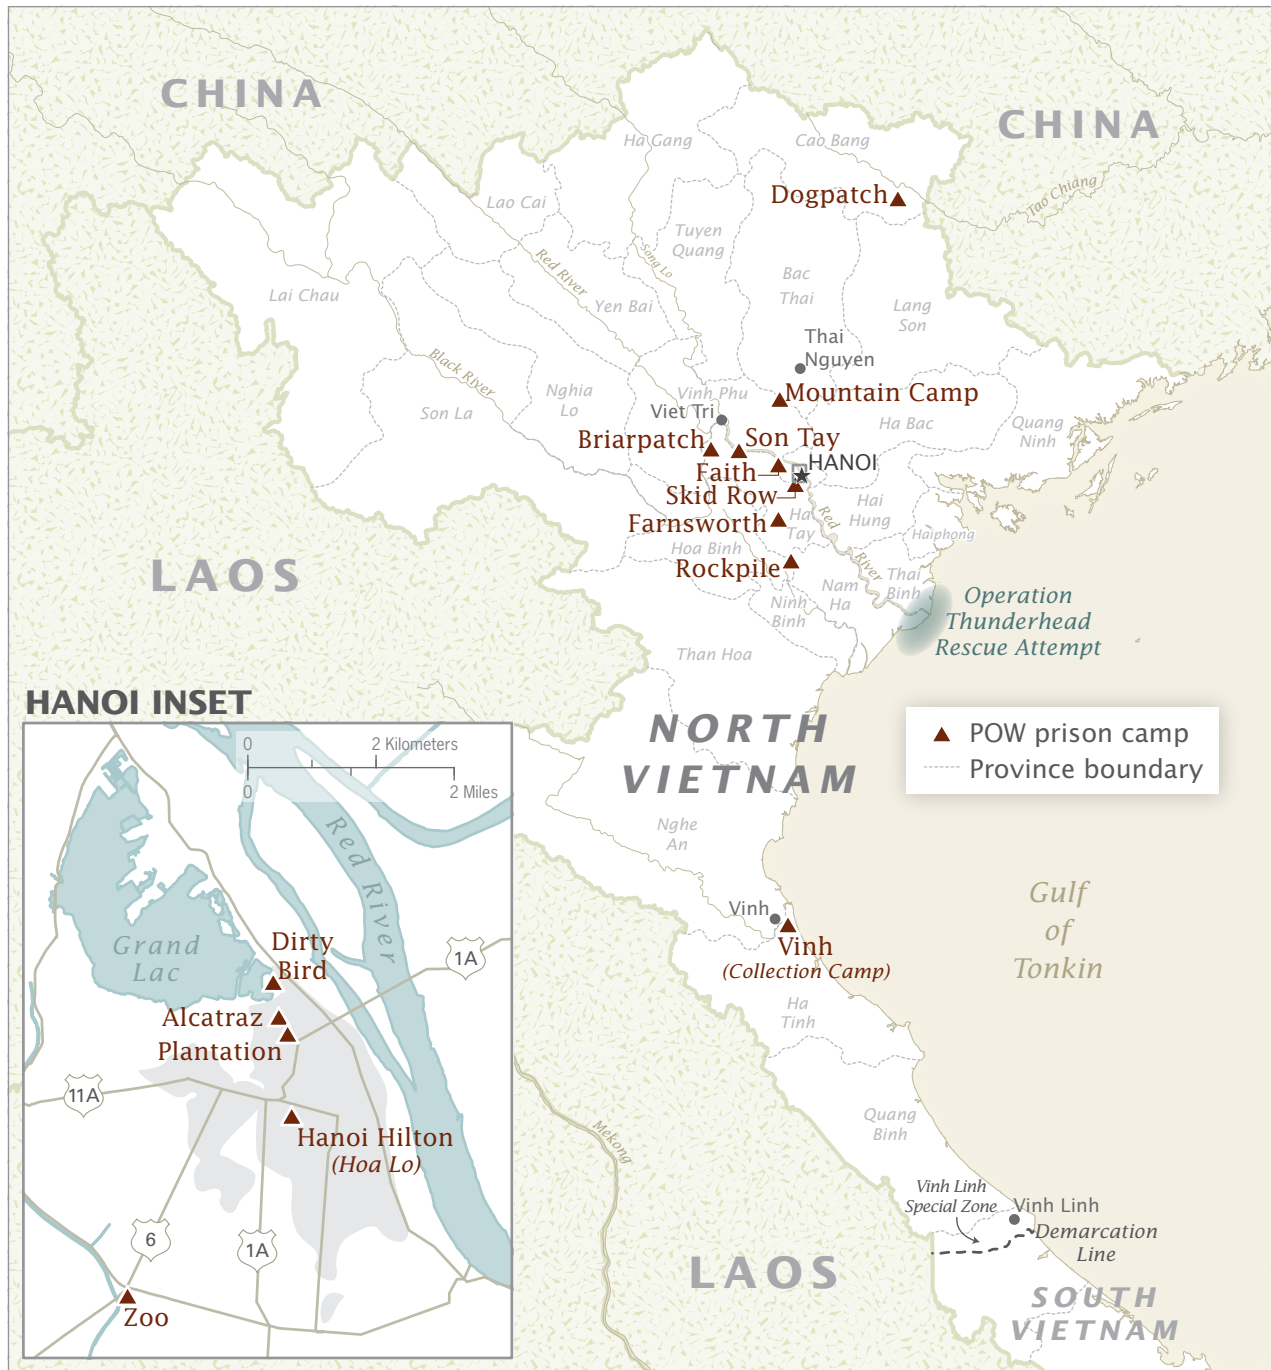 CHINA
CHINA
Ha Gang
Cao Bang
Dogpatch
Tao Chiang
Lao Cai
Tuyen
Quang
Song Lo
Red River
Bac
Thai
Lai Chau
Yen Bai
Lang
Son
Thai
Nguyen
Black River
Nghia
Lo
Vinh Phu
Mountain Camp
Son La
Viet Tri
Ha Bac
Quang
Ninh
Briarpatch
Son Tay
HANOI
Faith
Skid Row
Hai
Hung
Farnsworth
Ha
Tay
Red
River
Haiphong
Hoa Binh
Rockpile
Thai
Binh
Nam
Ha
Ninh
Binh
LAOS
Operation
Thunderhead
Rescue Attempt
Than Hoa
NORTH
VIETNAM
POW prison camp
Province boundary
Nghe
An
Gulf
of
Tonkin
Vinh
Vinh
(Collection Camp)
Ha
Tinh
Quang
Binh
Mekong
Vinh Linh
Special Zone
Vinh Linh
Demarcation
Line
LAOS
SOUTH
VIETNAM
HANOI INSET
0
2 Kilometers
0
2 Miles
Red River
Grand
Lac
Dirty
Bird
1A
Alcatraz
Plantation
11A
Hanoi Hilton
(Hoa Lo)
6
1A
Zoo